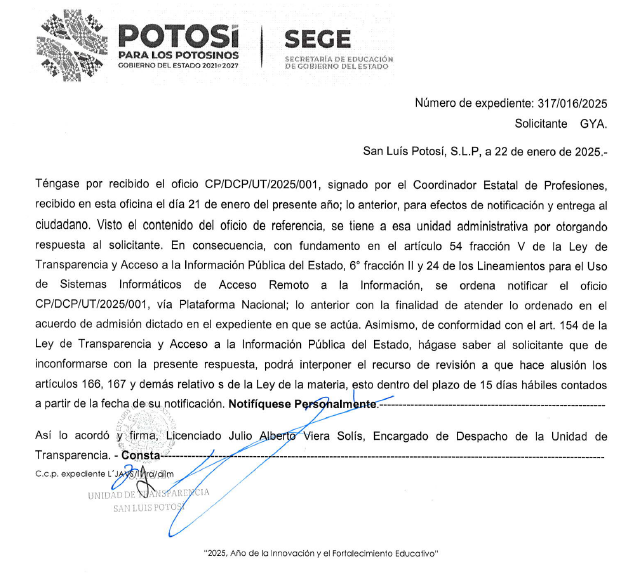 POTOSÍ
PARA LOS POTOSINOS
GOBIERNO DEL ESTADO 2021-2027
SEGE
SECRETARÍA DE EDUCACIÓN
DE GOBIERNO DEL ESTADO
Número de expediente: 317/016/2025
Solicitante GYA.
San Luís Potosí, S.L.P, a 22 de enero de 2025.-
Téngase por recibido el oficio CP/DCP/UT/2025/001, signado por el Coordinador Estatal de Profesiones,
recibido en esta oficina el día 21 de enero del presente año; lo anterior, para efectos de notificación y entrega al
ciudadano. Visto el contenido del oficio de referencia, se tiene a esa unidad administrativa por otorgando
respuesta al solicitante. En consecuencia, con fundamento en el artículo 54 fracción V de la Ley de
Transparencia y Acceso a la Información Pública del Estado, 6° fracción II y 24 de los Lineamientos para el Uso
de Sistemas Informáticos de Acceso Remoto a la Información, se ordena notificar el oficio
CP/DCP/UT/2025/001, vía Plataforma Nacional; lo anterior con la finalidad de atender lo ordenado en el
acuerdo de admisión dictado en el expediente en que se actúa. Asimismo, de conformidad con el art. 154 de la
Ley de Transparencia y Acceso a la Información Pública del Estado, hágase saber al solicitante que de
inconformarse con la presente respuesta, podrá interponer el recurso de revisión a que hace alusión los
artículos 166, 167 y demás relativo s de la Ley de la materia, esto dentro del plazo de 15 días hábiles contados
a partir de la fecha de su notificación. Notifíquese Personalmente.-----------------------------------------------
Así lo acordó y firma, Licenciado Julio Alberto Viera Solís, Encargado de Despacho de la Unidad de
Transparencia. - Consta-----------------------------------------------------------------------------------------------
C.c.p. expediente
UNIDAD DE TRANSPARENCIA
SAN LUIS POTOSÍ
"2025, Año de la Innovación y el Fortalecimiento Educativo"